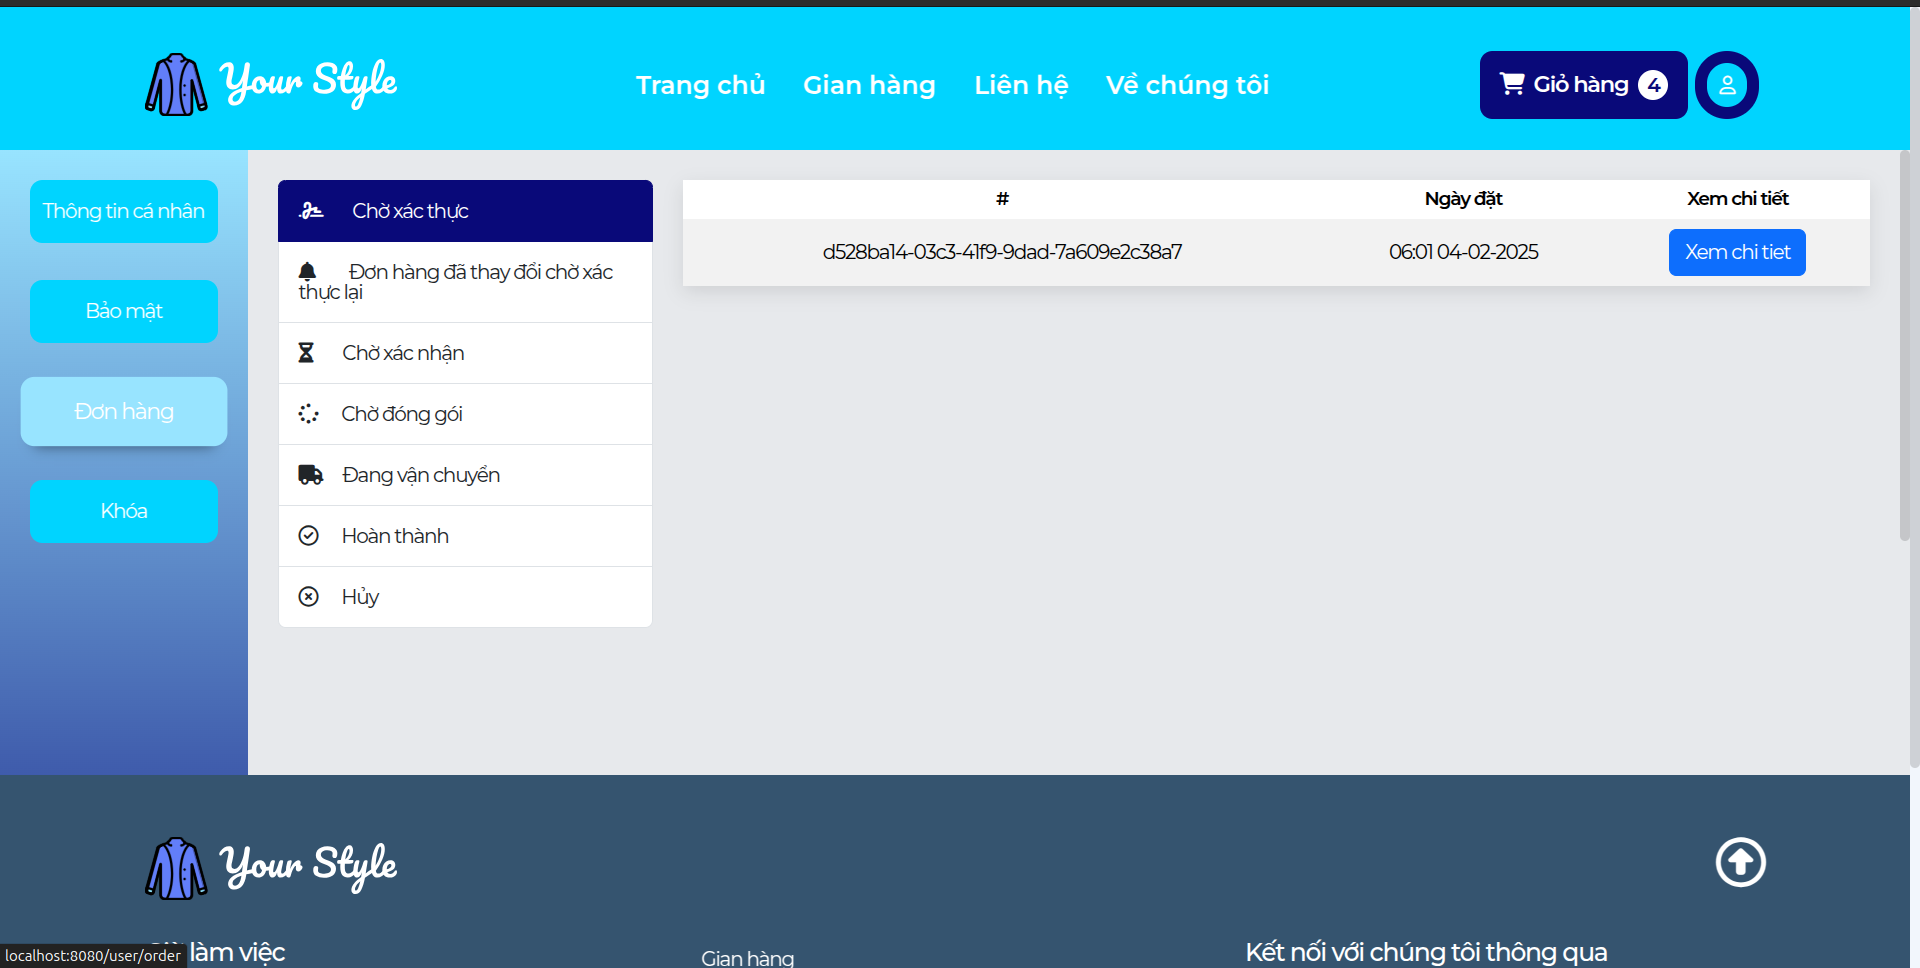 Your Style
Trang chủ
Gian hàng
Liên hệ
Về chúng tôi
Giỏ hàng 4
Thông tin cá nhân
Bảo mật
Đơn hàng
Khóa
Chờ xác thực
Đơn hàng đã thay đổi chờ xác
thực lại
Chờ xác nhận
Chờ đóng gói
Đang vận chuyển
Hoàn thành
Hủy
# Ngày đặt Xem chi tiết
d528ba14-03c3-41f9-9dad-7a609e2c38a7 06:01 04-02-2025 Xem chi tiet
Your Style
làm việc
Gian hàng
Kết nối với chúng tôi thông qua
localhost:8080/user/order